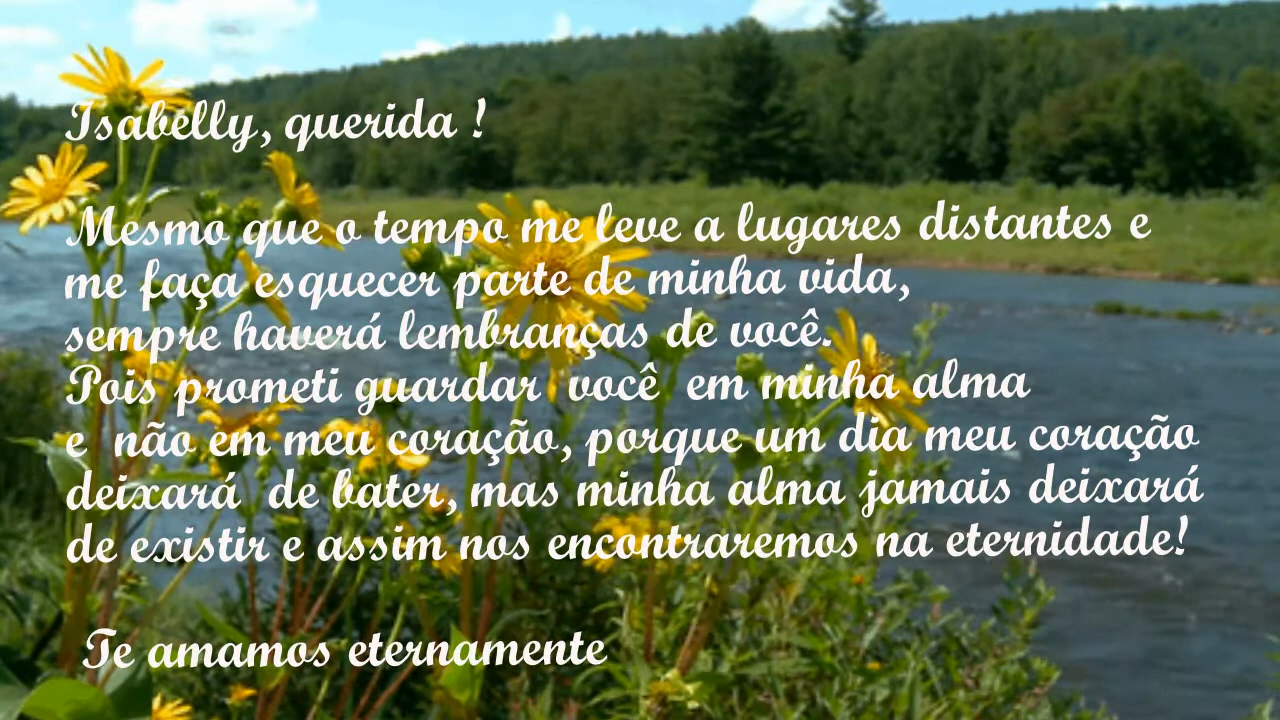 Isabelly, querida !
Mesmo que o tempo me leve a lugares distantes e
me faça esquecer parte de minha vida,
sempre haverá lembranças de você.
Pois prometi guardar você em minha alma
e não em meu coração, porque um dia meu coração
deixará de bater, mas minha alma jamais deixará
de existir e assim nos encontraremos na eternidade!
Te amamos eternamente